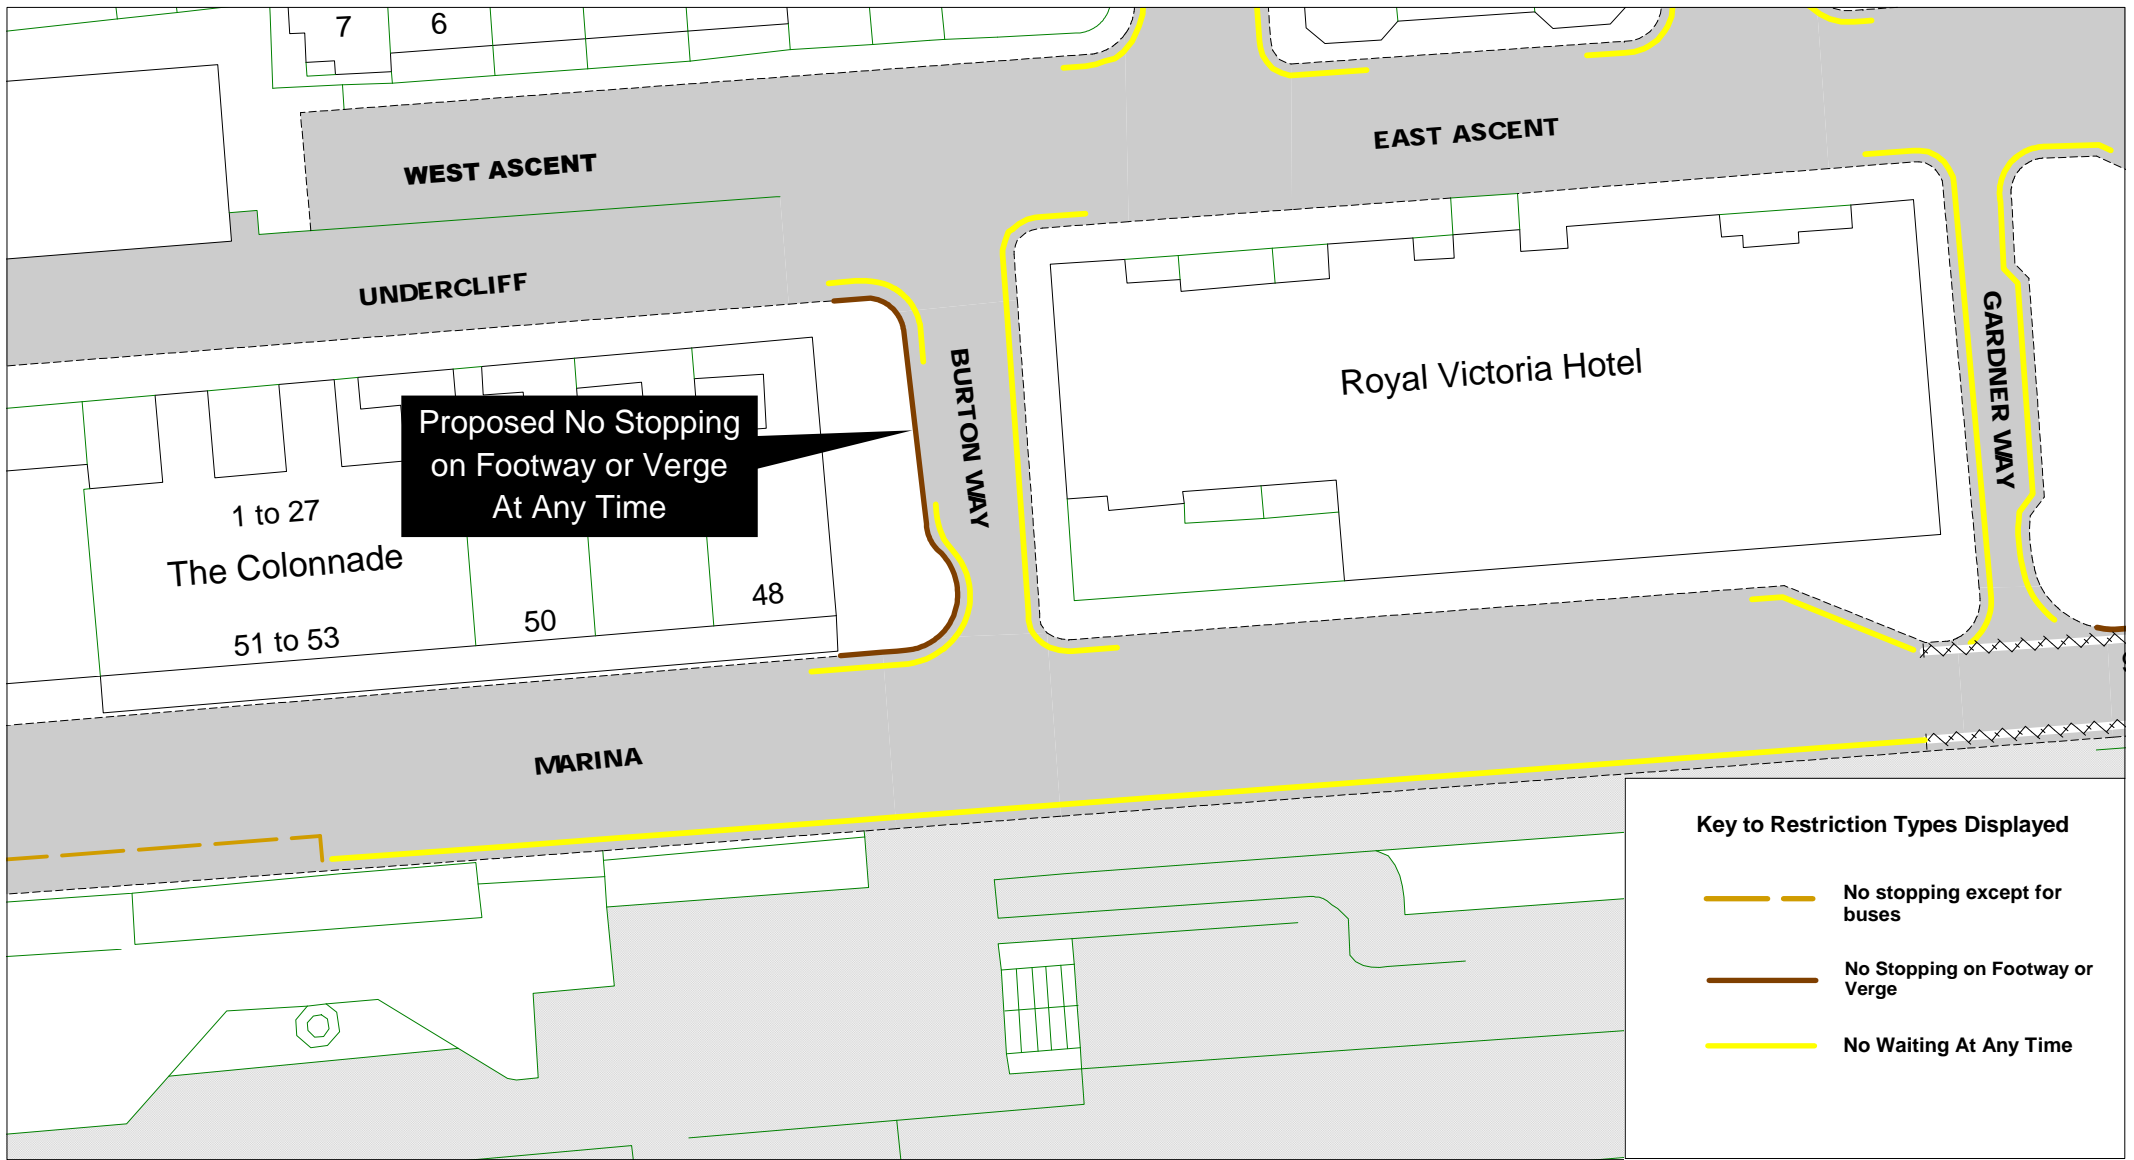 7
6
WEST ASCENT
EAST ASCENT
UNDERCLIFF
BURTON WAY
GARDNER WAY
Royal Victoria Hotel
Proposed No Stopping
on Footway or Verge
At Any Time
1 to 27
The Colonnade
51 to 53
50
48
MARINA
Key to Restriction Types Displayed
No stopping except for
buses
No Stopping on Footway or
Verge
No Waiting At Any Time